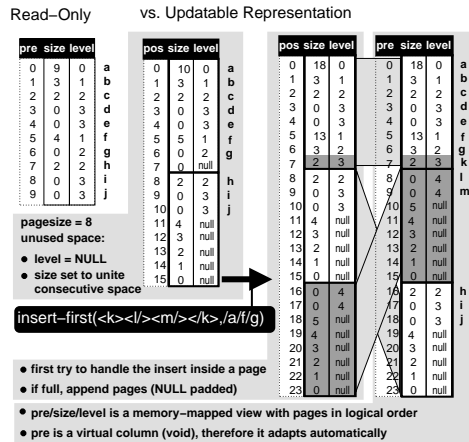 Read−Only
vs. Updatable Representation
pre size level
0 9 0 a
1 3 1 b
2 2 2 c
3 0 3 d
4 0 3 e
5 4 1 f
6 0 2 g
7 2 2 h
8 0 3 i
9 0 3 j
pos size level
0 10 0 a
1 3 1 b
2 2 2 c
3 0 3 d
4 0 3 e
5 5 1 f
6 0 2 g
7 0 null
8 2 2 h
9 0 3 i
10 0 3 j
11 4 null
12 3 null
13 2 null
14 1 null
15 0 null
pagesize = 8
unused space:
● level = NULL
● size set to unite
consecutive space
pos size level
0 18 0
1 3 1
2 2 2
3 0 3
4 0 3
5 13 1
6 3 2
7 2 3
8 2 2
9 0 3
10 0 3
11 4 null
12 3 null
13 2 null
14 1 null
15 0 null
16 0 4
17 0 4
18 5 null
19 4 null
20 3 null
21 2 null
22 1 null
23 0 null
pre size level
0 18 0 a
1 3 1 b
2 2 2 c
3 0 3 d
4 0 3 e
5 13 1 f
6 3 2 g
7 2 3 k
8 0 4 l
9 0 4 m
10 5 null
11 4 null
12 3 null
13 2 null
14 1 null
15 0 null
16 2 2 h
17 0 3 i
18 0 3 j
19 4 null
20 3 null
21 2 null
22 1 null
23 0 null
insert−first(<k><l/><m/></k>,/a/f/g)
● first try to handle the insert inside a page
● if full, append pages (NULL padded)
● pre/size/level is a memory−mapped view with pages in logical order
● pre is a virtual column (void), therefore it adapts automatically